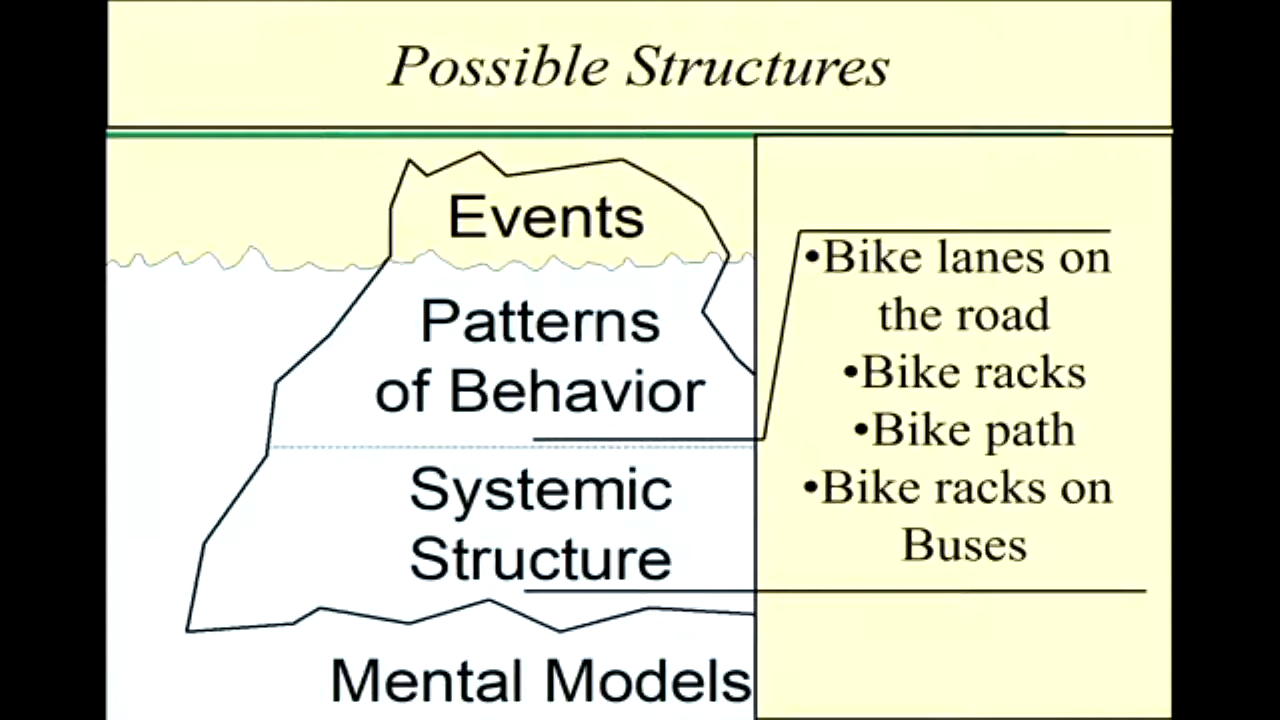 Possible Structures
Events
Patterns
of Behavior
Systemic
Structure
Mental Models
•Bike lanes on
the road
•Bike racks
•Bike path
•Bike racks on
Buses